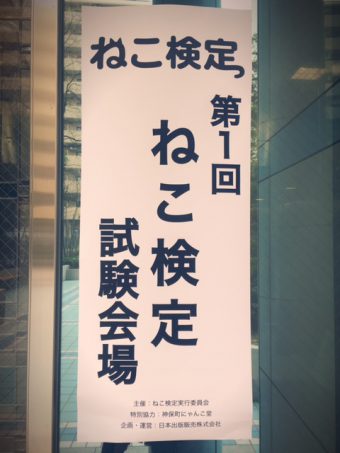 ねこ検定
第1回
ねこ検定
試験会場
主催：ねこ検定実行委員会
特別協力：神保町にゃんこ堂
企画・運営：日本出版販売株式会社